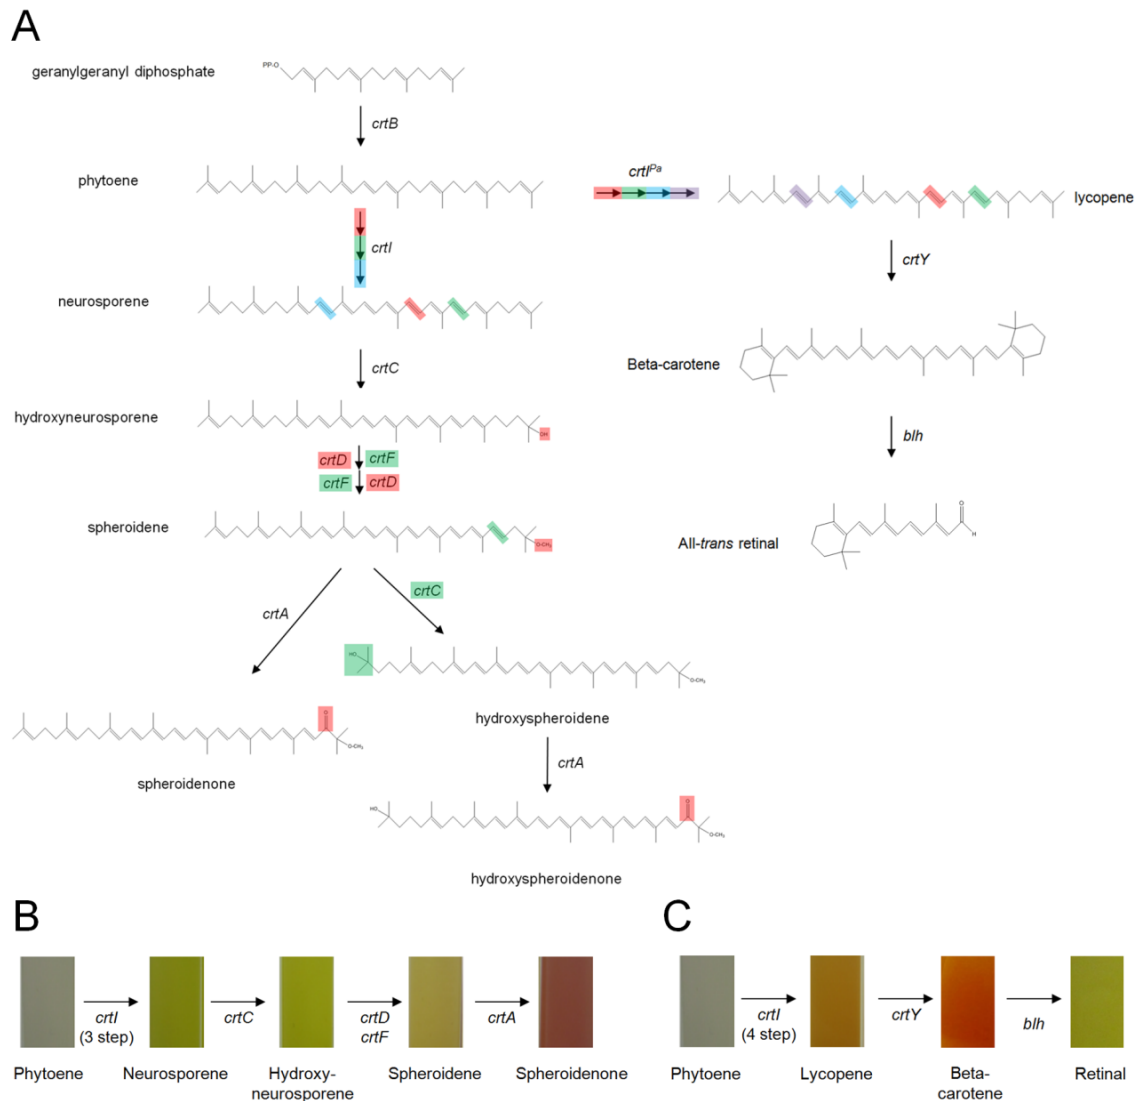 A
geranylgeranyl diphosphate
PP-O
crtB
phytoene
crtI
crtI^Pa
lycopene
crtY
neurosporene
crtC
Beta-carotene
hydroxyneurosporene
OH
crtD crtF
crtF crtD
blh
spheroidene
O-CH₃
All-trans retinal
O
H
crtA
crtC
HO
O-CH₃
hydroxyspheroidene
O
O-CH₃
spheroidenone
crtA
HO
O
O-CH₃
hydroxyspheroidenone
B
crtI
(3 step)
crtC
crtD
crtF
crtA
Phytoene
Neurosporene
Hydroxy-
neurosporene
Spheroidene
Spheroidenone
C
crtI
(4 step)
crtY
blh
Phytoene
Lycopene
Beta-
carotene
Retinal